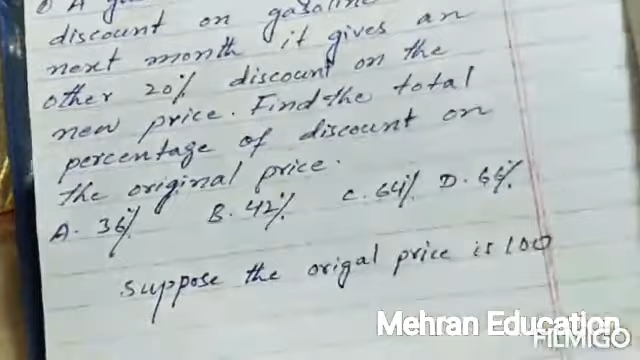 discount on gasoline
next month it gives an
other 20% discount on the
new price. Find the total
percentage of discount on
the original price.
A. 36% B. 42% C. 64% D. 66%
suppose the origal price is 100
Mehran Education
FILMIGO